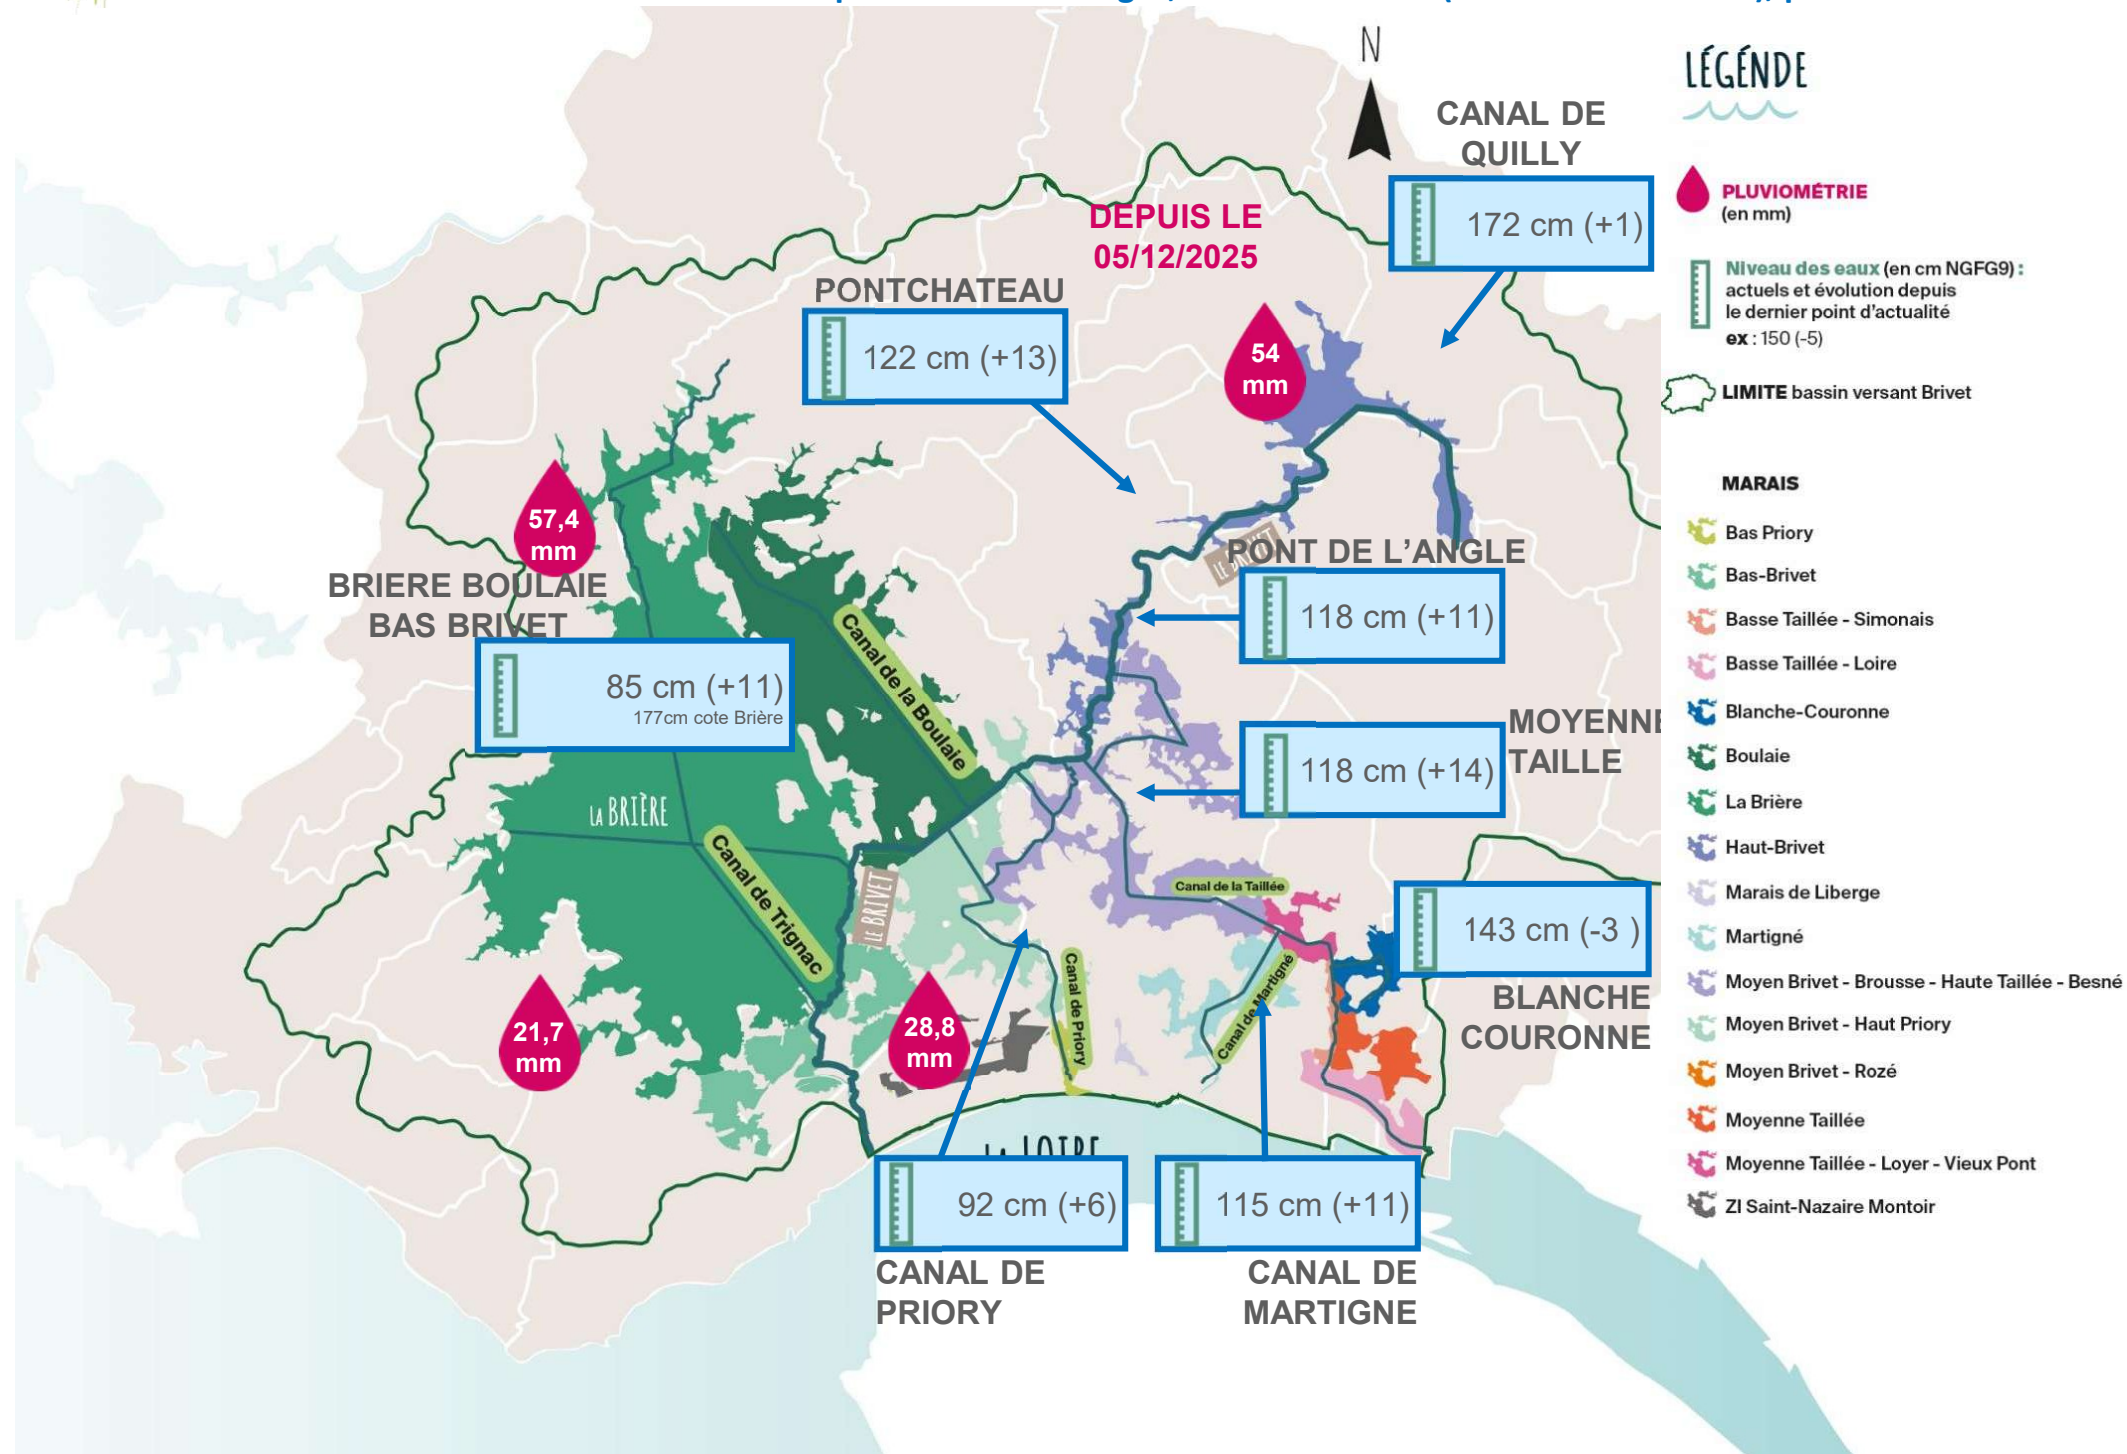 N
CANAL DE
QUILLY
172 cm (+1)
DEPUIS LE
05/12/2025
PONTCHATEAU
122 cm (+13)
54
mm
57,4
mm
BRIERE BOULAIE
BAS BRIVET
85 cm (+11)
177cm cote Brière
LE BRIVET
PONT DE L’ANGLE
118 cm (+11)
Canal de la Boulaie
MOYENNE
TAILLE
118 cm (+14)
LA BRIÈRE
Canal de Trignac
LE BRIVET
Canal de la Taillée
143 cm (-3 )
BLANCHE
COURONNE
Canal de Priory
Canal de Martigné
21,7
mm
28,8
mm
LA LOIRE
92 cm (+6)
CANAL DE
PRIORY
115 cm (+11)
CANAL DE
MARTIGNE
LÉGÉNDE
PLUVIOMÉTRIE
(en mm)
Niveau des eaux (en cm NGFG9) :
actuels et évolution depuis
le dernier point d’actualité
ex : 150 (-5)
LIMITE bassin versant Brivet
MARAIS
Bas Priory
Bas-Brivet
Basse Taillée - Simonais
Basse Taillée - Loire
Blanche-Couronne
Boulaie
La Brière
Haut-Brivet
Marais de Liberge
Martigné
Moyen Brivet - Brousse - Haute Taillée - Besné
Moyen Brivet - Haut Priory
Moyen Brivet - Rozé
Moyenne Taillée
Moyenne Taillée - Loyer - Vieux Pont
ZI Saint-Nazaire Montoir